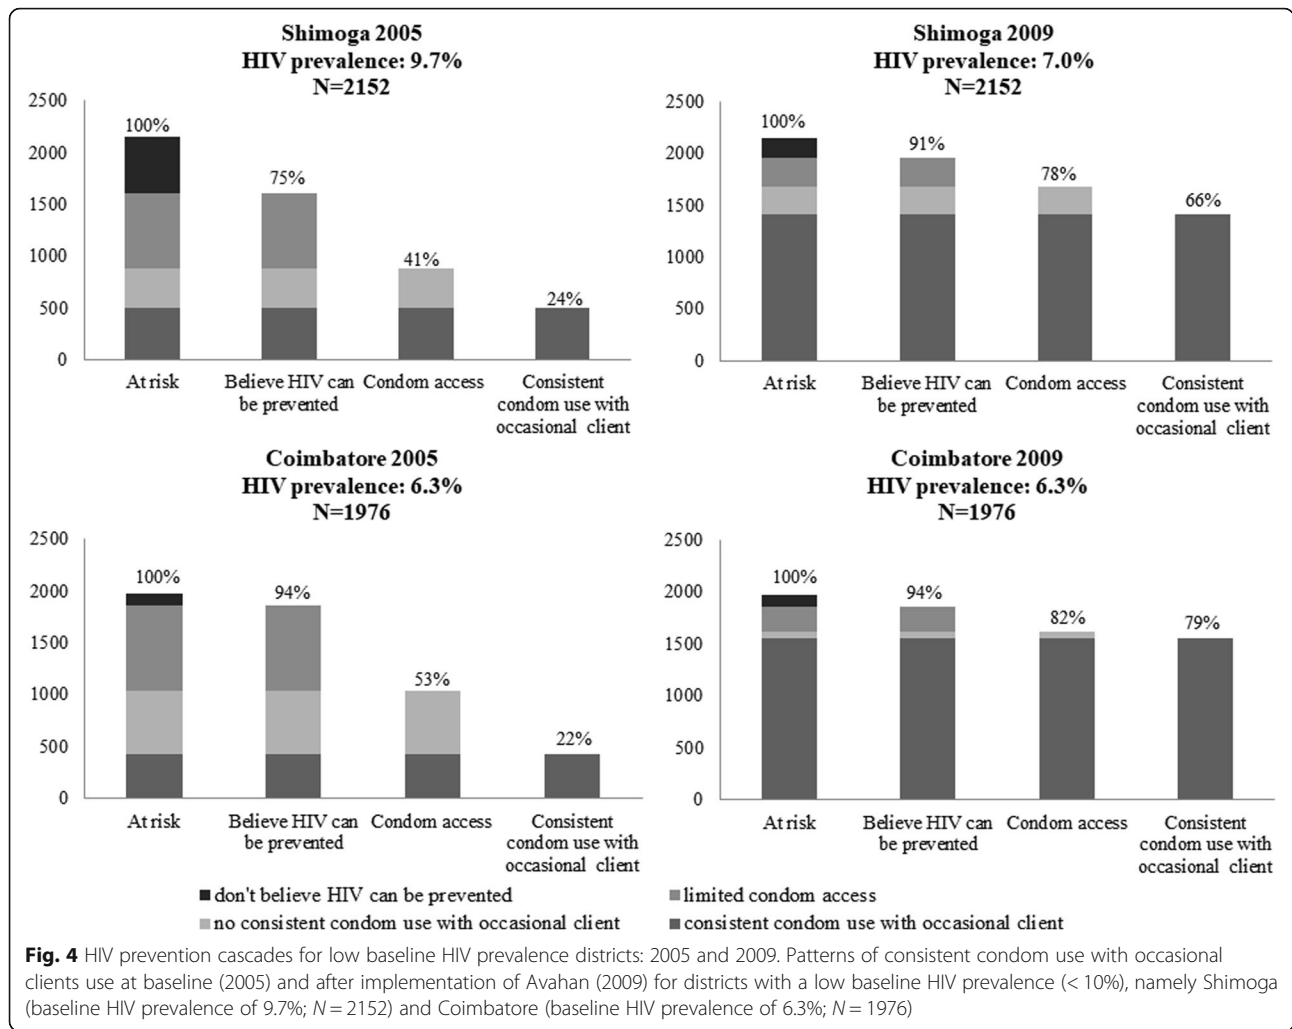 Shimoga 2005
HIV prevalence: 9.7%
N=2152
2500
2000
1500
1000
500
0
100%
75%
41%
24%
At risk
Believe HIV can
be prevented
Condom access
Consistent
condom use with
occasional client
Shimoga 2009
HIV prevalence: 7.0%
N=2152
2500
2000
1500
1000
500
0
100%
91%
78%
66%
At risk
Believe HIV can
be prevented
Condom access
Consistent
condom use with
occasional client
Coimbatore 2005
HIV prevalence: 6.3%
N=1976
2500
2000
1500
1000
500
0
100%
94%
53%
22%
At risk
Believe HIV can
be prevented
Condom access
Consistent
condom use with
occasional client
Coimbatore 2009
HIV prevalence: 6.3%
N=1976
2500
2000
1500
1000
500
0
100%
94%
82%
79%
At risk
Believe HIV can
be prevented
Condom access
Consistent
condom use with
occasional client
don't believe HIV can be prevented
limited condom access
no consistent condom use with occasional client
consistent condom use with occasional client
Fig. 4 HIV prevention cascades for low baseline HIV prevalence districts: 2005 and 2009. Patterns of consistent condom use with occasional
clients use at baseline (2005) and after implementation of Avahan (2009) for districts with a low baseline HIV prevalence (< 10%), namely Shimoga
(baseline HIV prevalence of 9.7%; N = 2152) and Coimbatore (baseline HIV prevalence of 6.3%; N = 1976)